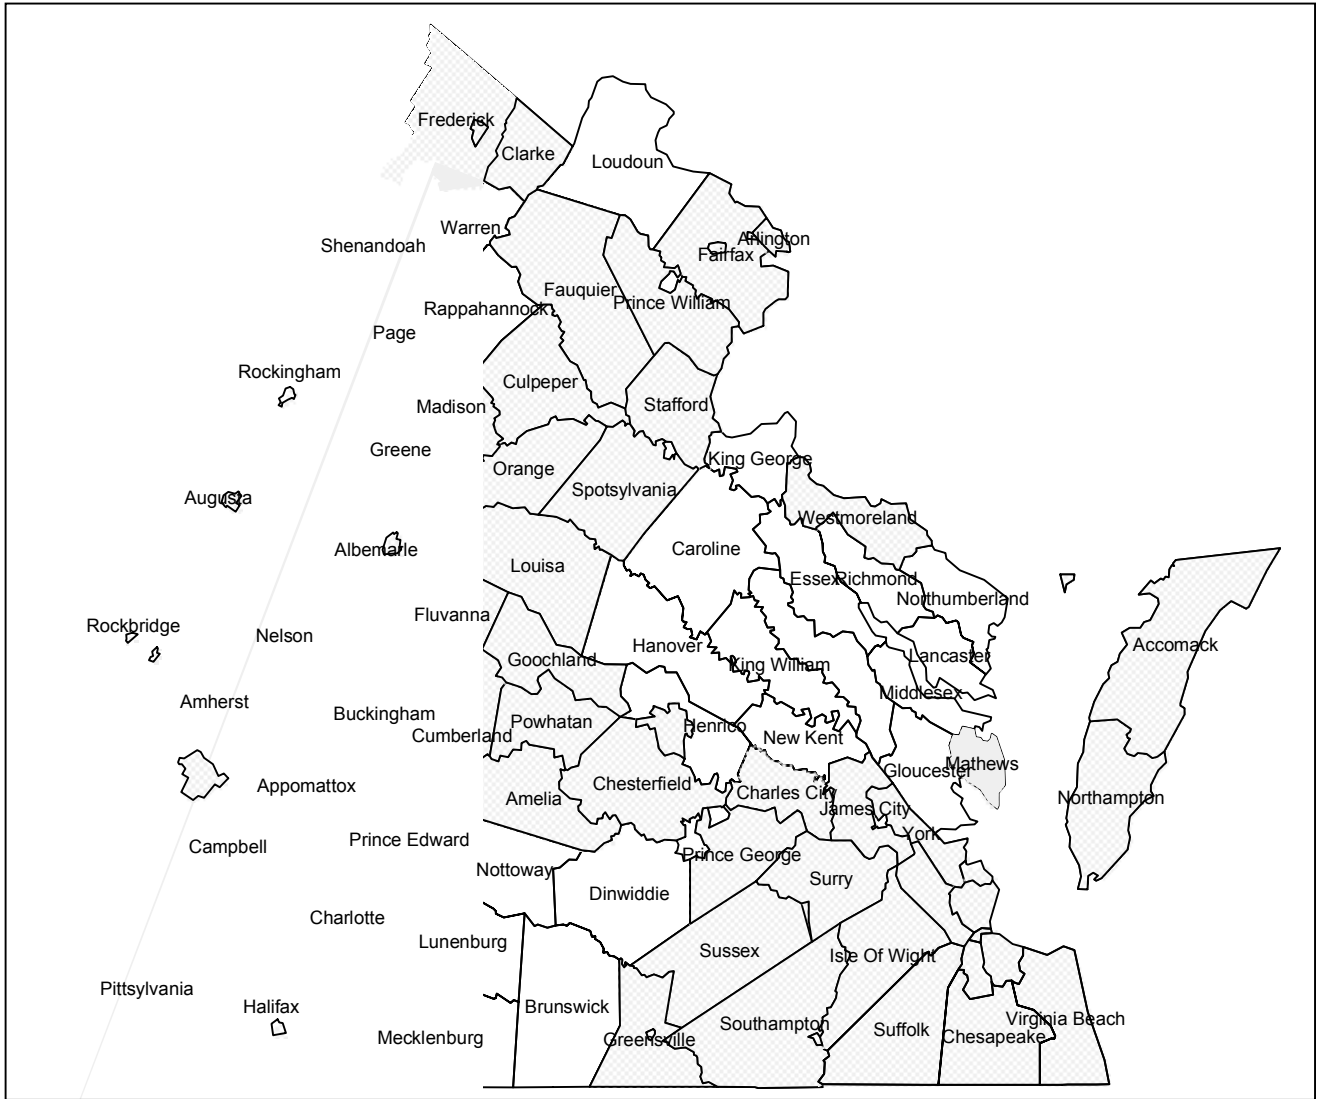 Frederick
Clarke
Loudoun
Warren
Arlington
Shenandoah
Fairfax
Fauquier
Prince William
Rappahannock
Page
Rockingham
Culpeper
Madison
Stafford
Greene
King George
Orange
Spotsylvania
Augusta
Westmoreland
Albemarle
Caroline
Louisa
Essex
Richmond
Northumberland
Fluvanna
Rockbridge
Nelson
Hanover
Accomack
Goochland
King William
Lancaster
Middlesex
Amherst
Buckingham
Powhatan
Henrico
Cumberland
New Kent
Mathews
Gloucester
Appomattox
Chesterfield
Charles City
Amelia
Northampton
James City
York
Prince Edward
Campbell
Prince George
Nottoway
Surry
Dinwiddie
Charlotte
Lunenburg
Sussex
Isle Of Wight
Pittsylvania
Halifax
Brunswick
Virginia Beach
Southampton
Suffolk
Mecklenburg
Greensville
Chesapeake